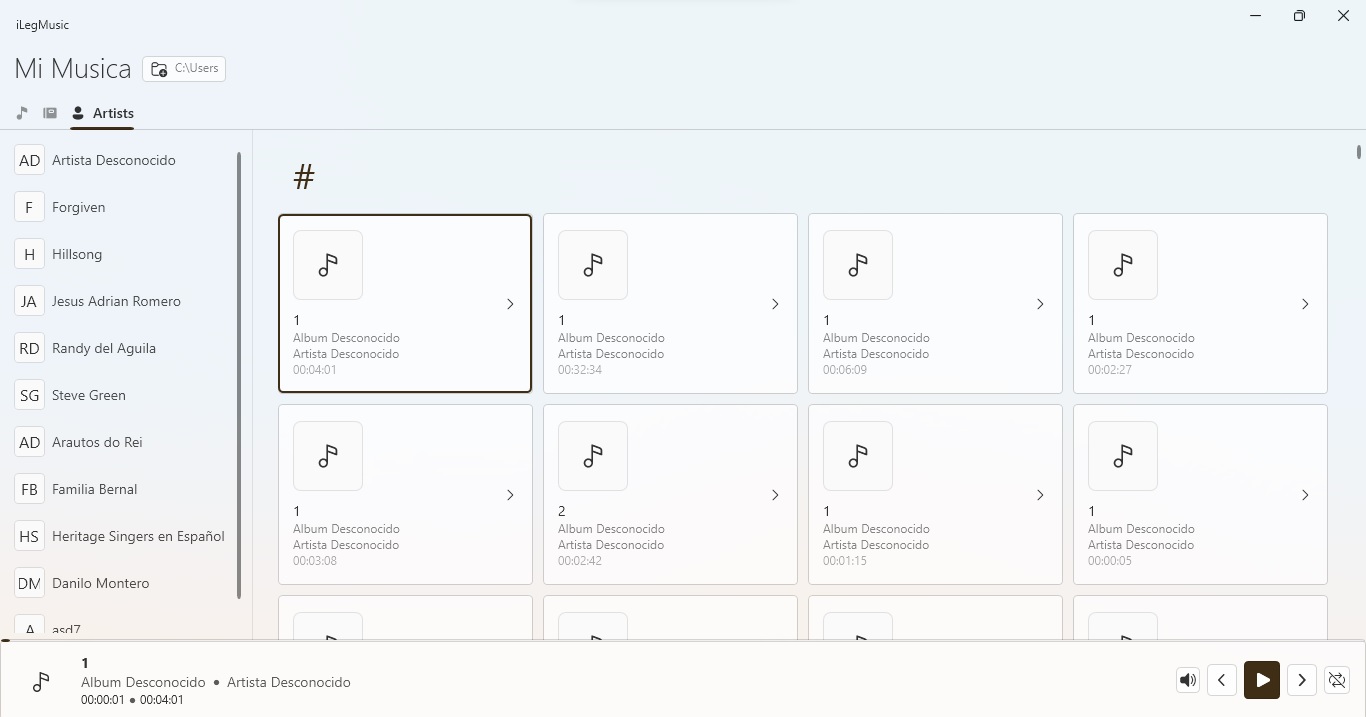 iLegMusic
Mi Musica
C:\Users
Artists
AD Artista Desconocido
F Forgiven
H Hillsong
JA Jesus Adrian Romero
RD Randy del Aguila
SG Steve Green
AD Arautos do Rei
FB Familia Bernal
HS Heritage Singers en Español
DM Danilo Montero
A asd7
#
1
Album Desconocido
Artista Desconocido
00:04:01
1
Album Desconocido
Artista Desconocido
00:32:34
1
Album Desconocido
Artista Desconocido
00:06:09
1
Album Desconocido
Artista Desconocido
00:02:27
1
Album Desconocido
Artista Desconocido
00:03:08
2
Album Desconocido
Artista Desconocido
00:02:42
1
Album Desconocido
Artista Desconocido
00:01:15
1
Album Desconocido
Artista Desconocido
00:00:05
1
Album Desconocido • Artista Desconocido
00:00:01 • 00:04:01